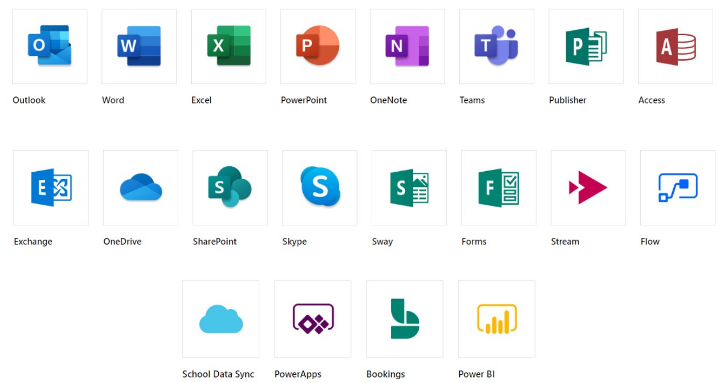 Outlook Word Excel PowerPoint OneNote Teams Publisher Access
Exchange OneDrive SharePoint Skype Sway Forms Stream Flow
School Data Sync PowerApps Bookings Power BI